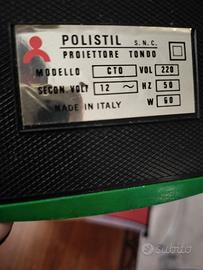 POLISTIL S.N.C.
PROIETTORE TONDO
MODELLO CTO VOL 220
SECON. VOLT 12 ~ HZ 50
MADE IN ITALY W 60
subito